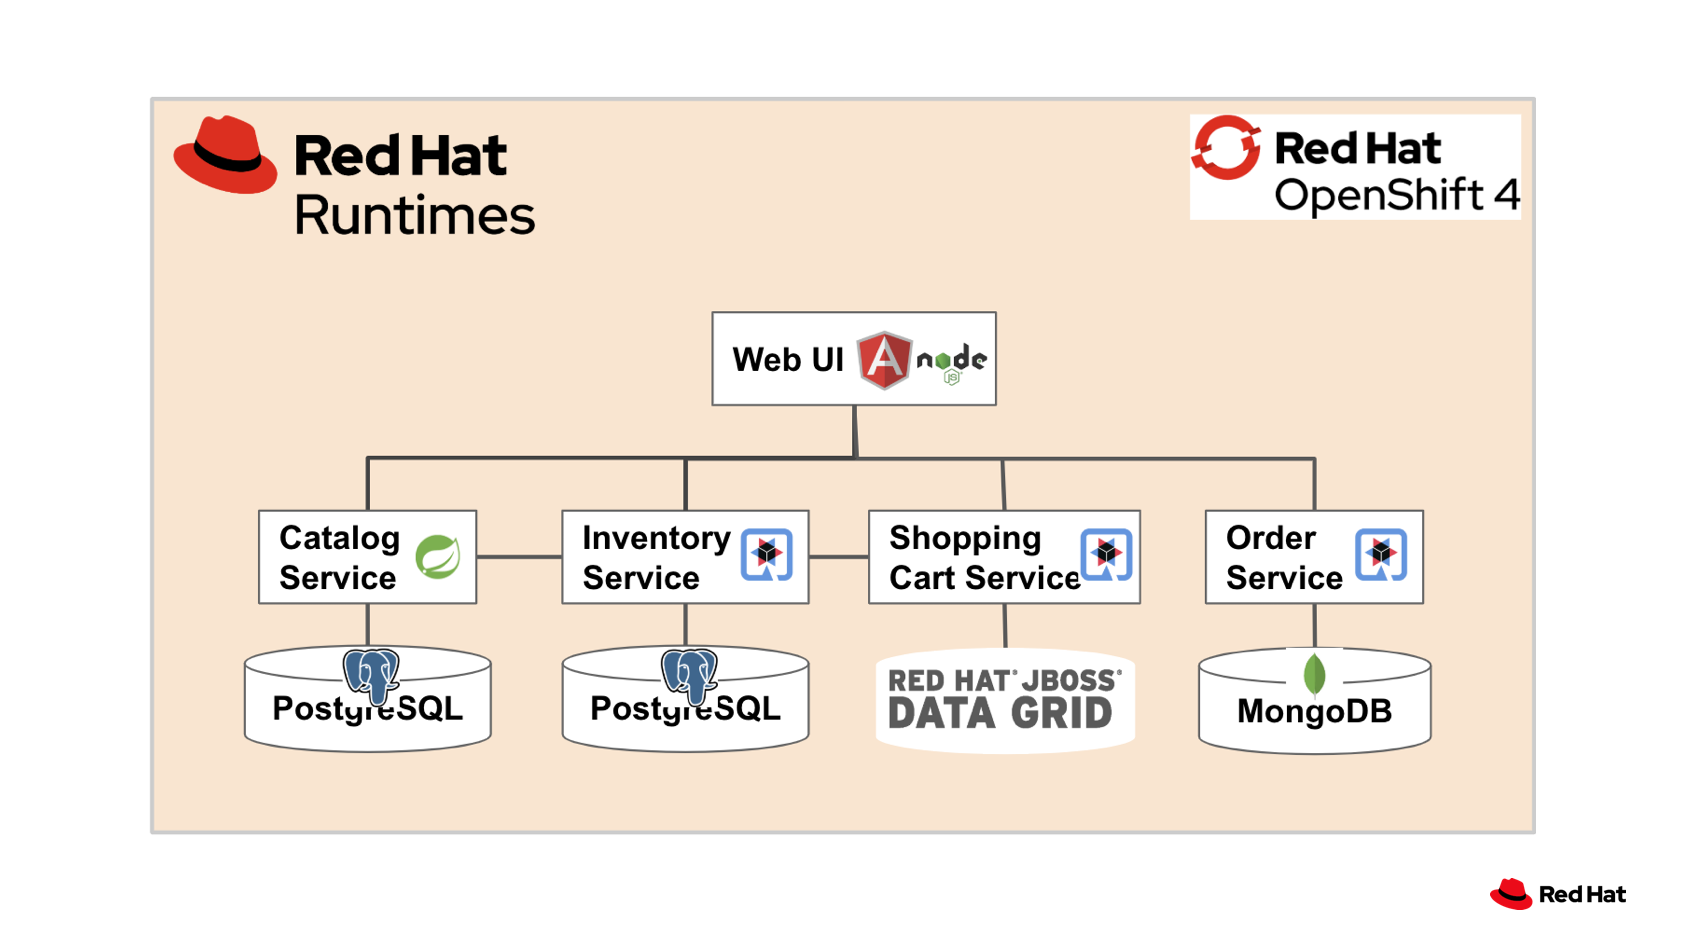 Red Hat
Runtimes
Red Hat
OpenShift 4
Web UI
node
JS
Catalog
Service
Inventory
Service
Shopping
Cart Service
Order
Service
PostgreSQL
PostgreSQL
RED HAT® JBOSS®
DATA GRID
MongoDB
Red Hat